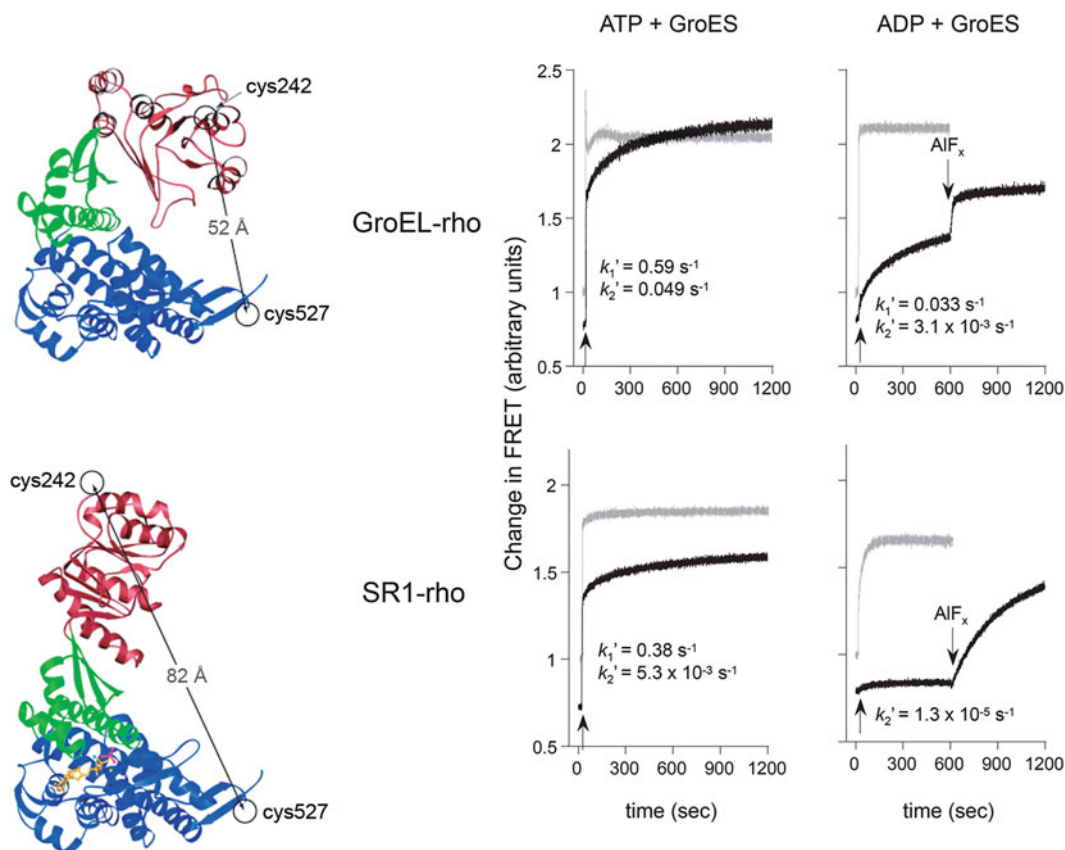 ATP + GroES
ADP + GroES
cys242
52 Å
cys527
GroEL-rho
cys242
82 Å
cys527
SR1-rho
Change in FRET (arbitrary units)
2.5
2
1.5
1
0.5
k₁' = 0.59 s⁻¹
k₂' = 0.049 s⁻¹
0 300 600 900 1200
AlFₓ
k₁' = 0.033 s⁻¹
k₂' = 3.1 x 10⁻³ s⁻¹
0 300 600 900 1200
2
1.5
1
0.5
k₁' = 0.38 s⁻¹
k₂' = 5.3 x 10⁻³ s⁻¹
0 300 600 900 1200
time (sec)
AlFₓ
k₂' = 1.3 x 10⁻⁵ s⁻¹
0 300 600 900 1200
time (sec)